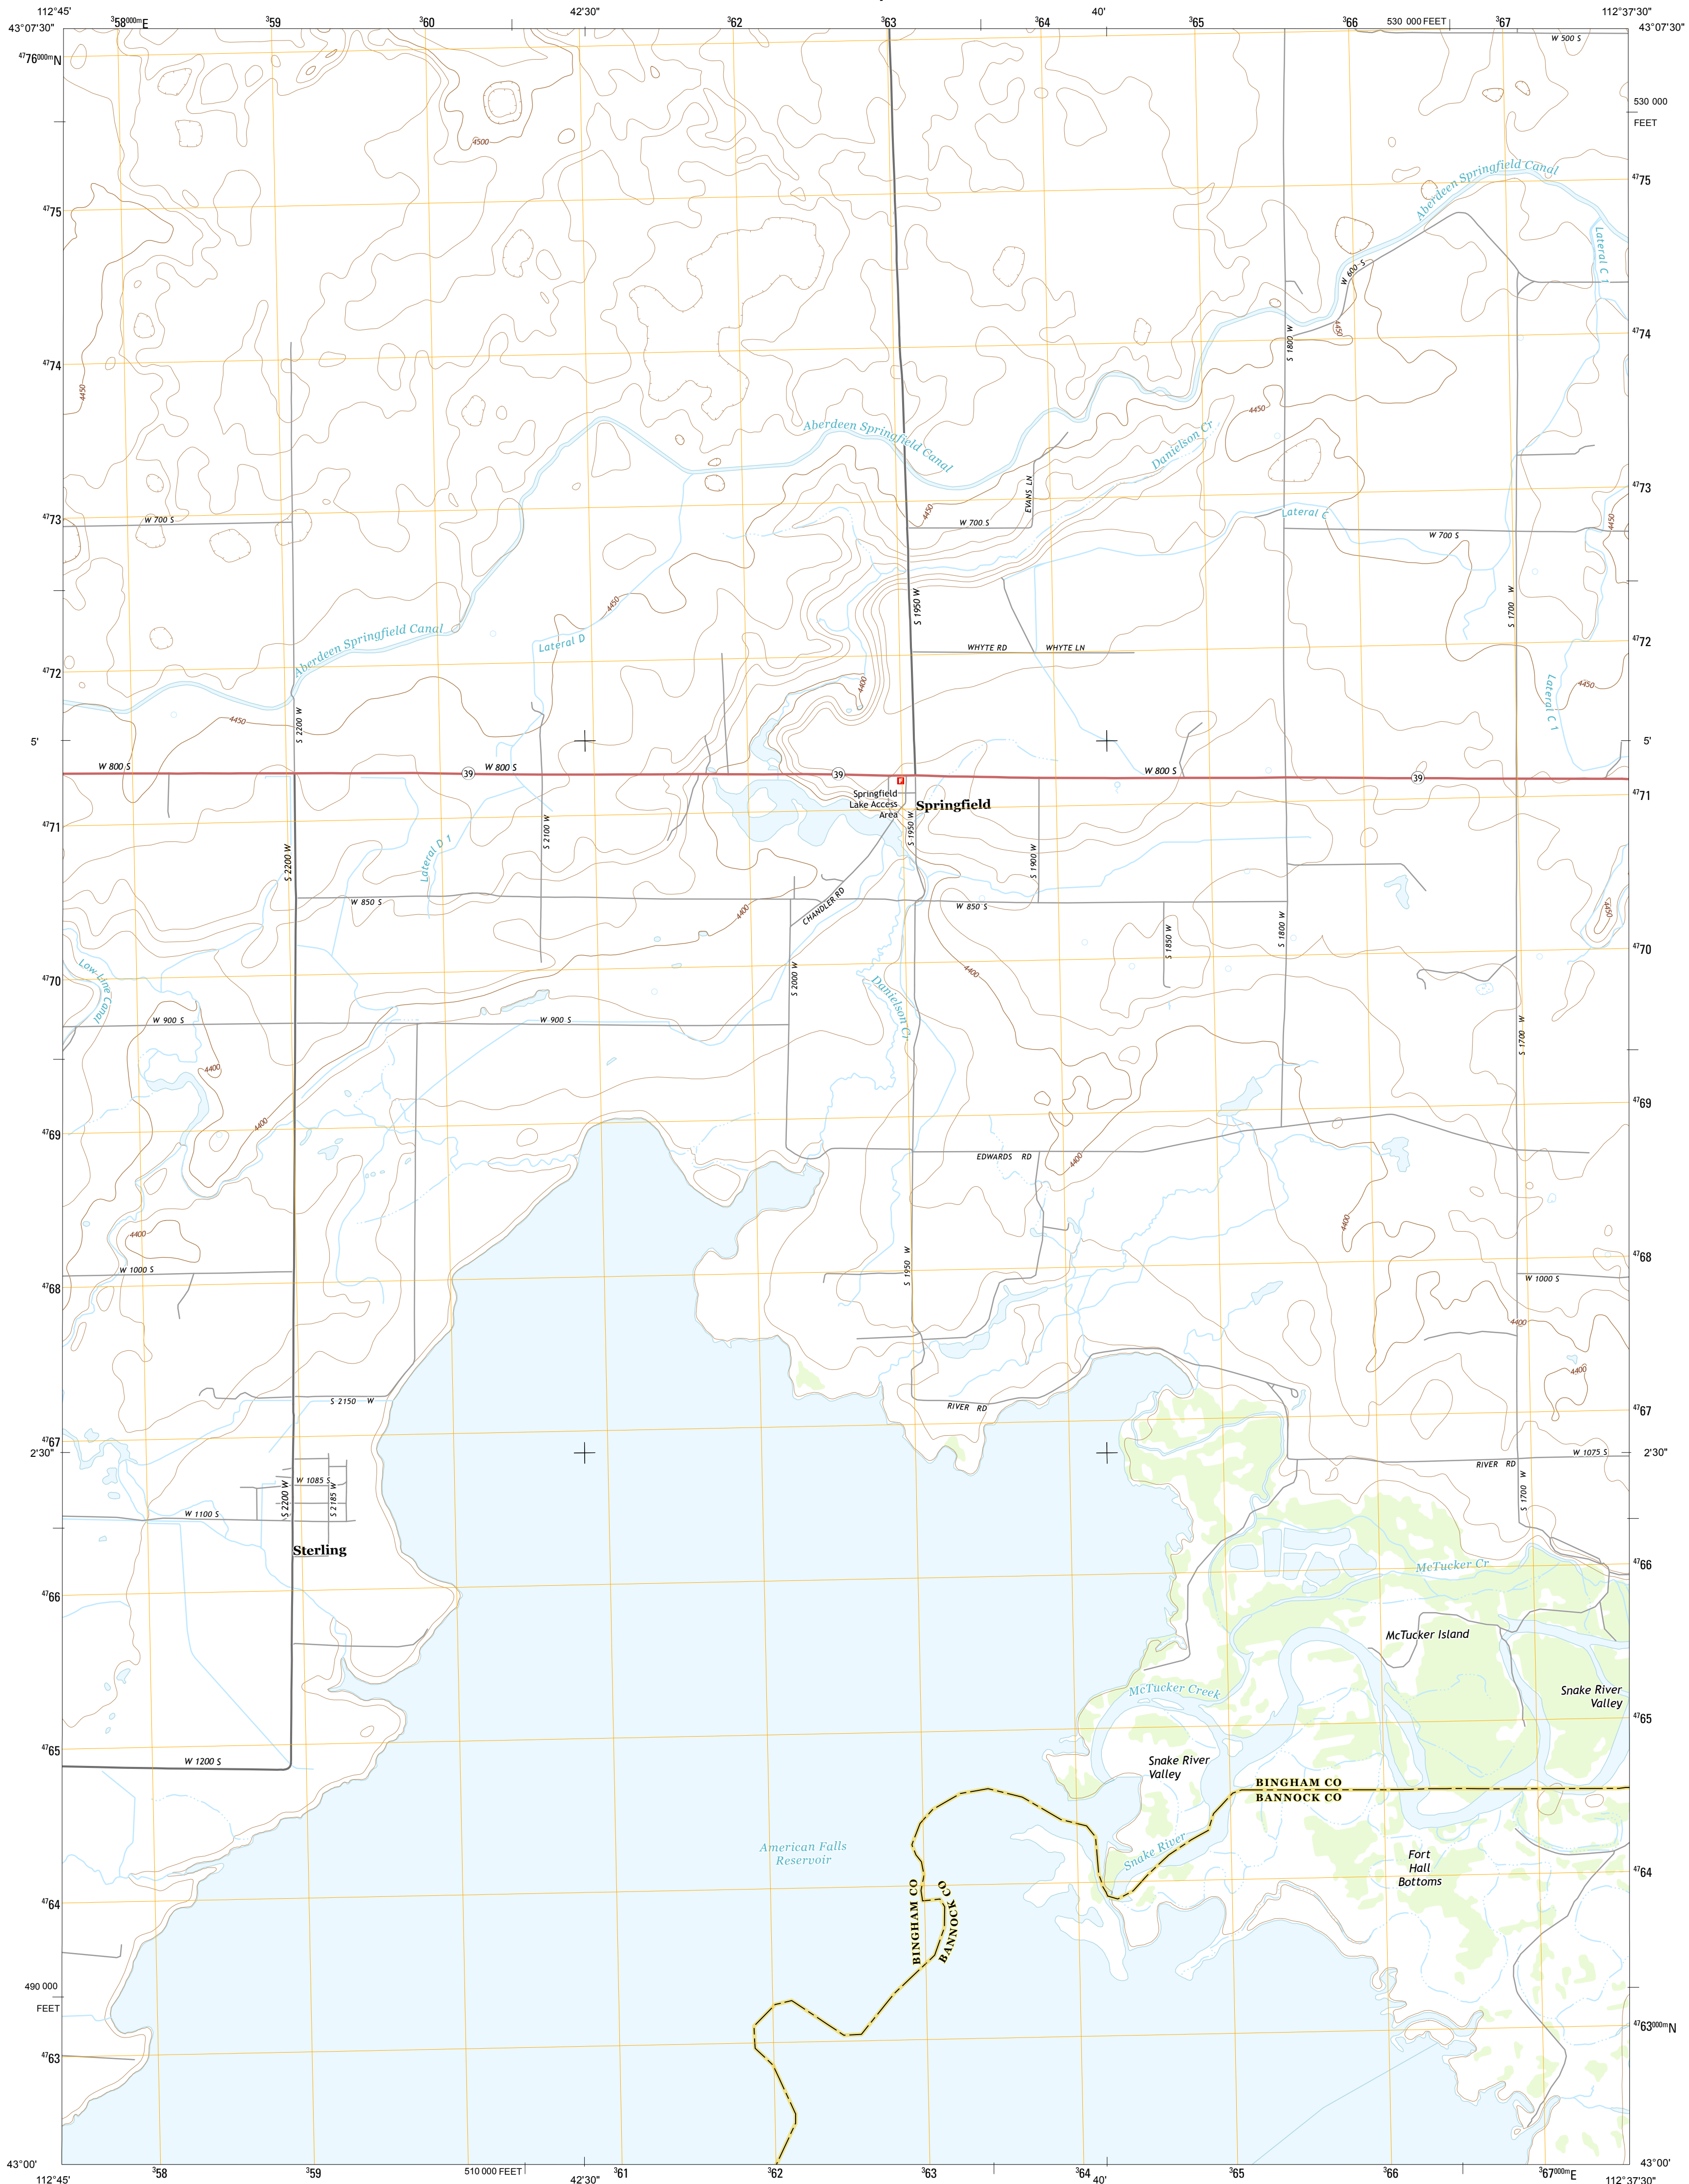 112°45' ³58⁰⁰⁰ᵐE ³59 ³60 42'30" ³62 ³63 ³64 40' ³65 ³66 530 000 FEET ³67 112°37'30"
43°07'30" 43°07'30"
W 500 S
⁴⁷76⁰⁰⁰ᵐN
530 000
FEET
4500
Aberdeen Springfield Canal
⁴⁷75 ⁴⁷75
Lateral C 1
W 600 S
4450
⁴⁷74 ⁴⁷74
S 1800 W
4450
4450
Aberdeen Springfield Canal
Danielson Cr
⁴⁷73 ⁴⁷73
EVANS LN
W 700 S
4450
W 700 S
Lateral C
W 700 S
4450
4450
S 1950 W
S 1700 W
Aberdeen Springfield Canal
Lateral D
WHYTE RD WHYTE LN
⁴⁷72 ⁴⁷72
4400
4450
Lateral C 1
4450
S 2200 W
5' 5'
W 800 S
39
W 800 S
39
W 800 S
39
Springfield
Lake Access
Area
Springfield
⁴⁷71 ⁴⁷71
S 2200 W
Lateral D 1
S 2100 W
S 1950 W
S 1900 W
W 850 S
4400
CHANDLER RD
W 850 S
S 1850 W
S 1800 W
4450
Low Line Canal
⁴⁷70 ⁴⁷70
S 2000 W
4400
Danielson Cr
W 900 S
W 900 S
S 1700 W
4400
⁴⁷69 ⁴⁷69
4400
EDWARDS RD
4400
4400
4400
W 1000 S
S 1950 W
⁴⁷68 ⁴⁷68
W 1000 S
4400
4400
S 2150 W
RIVER RD
⁴⁷67 ⁴⁷67
2'30" 2'30"
W 1075 S
RIVER RD
W 1085 S
S 2200 W
S 2185 W
S 1700 W
W 1100 S
Sterling
McTucker Cr
⁴⁷66 ⁴⁷66
McTucker Island
McTucker Creek
Snake River
Valley
⁴⁷65 ⁴⁷65
W 1200 S
Snake River
Valley
BINGHAM CO
BANNOCK CO
American Falls
Reservoir
Snake River
Fort
Hall
Bottoms
⁴⁷64 ⁴⁷64
BINGHAM CO
BANNOCK CO
490 000
FEET
⁴⁷63 ⁴⁷63⁰⁰⁰ᵐN
43°00' 43°00'
112°45' ³58 ³59 510 000 FEET 42'30" ³61 ³62 ³63 ³64 40' ³65 ³66 ³67⁰⁰⁰ᵐE 112°37'30"